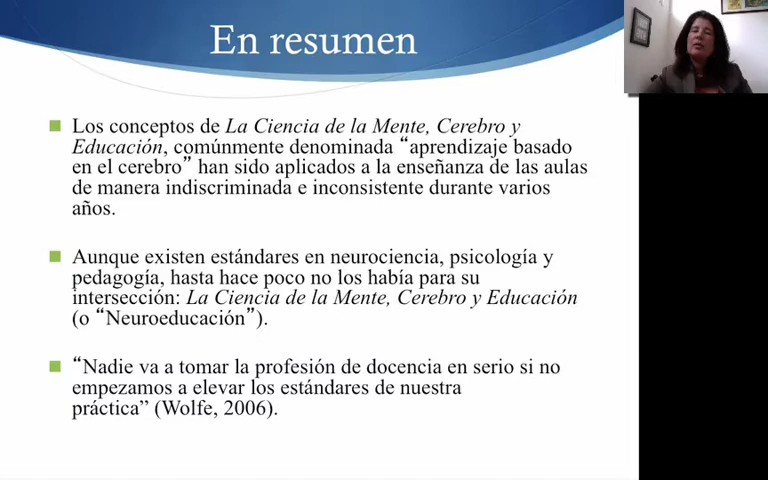 En resumen
Los conceptos de La Ciencia de la Mente, Cerebro y
Educación, comúnmente denominada “aprendizaje basado
en el cerebro” han sido aplicados a la enseñanza de las aulas
de manera indiscriminada e inconsistente durante varios
años.
Aunque existen estándares en neurociencia, psicología y
pedagogía, hasta hace poco no los había para su
intersección: La Ciencia de la Mente, Cerebro y Educación
(o “Neuroeducación”).
“Nadie va a tomar la profesión de docencia en serio si no
empezamos a elevar los estándares de nuestra
práctica” (Wolfe, 2006).